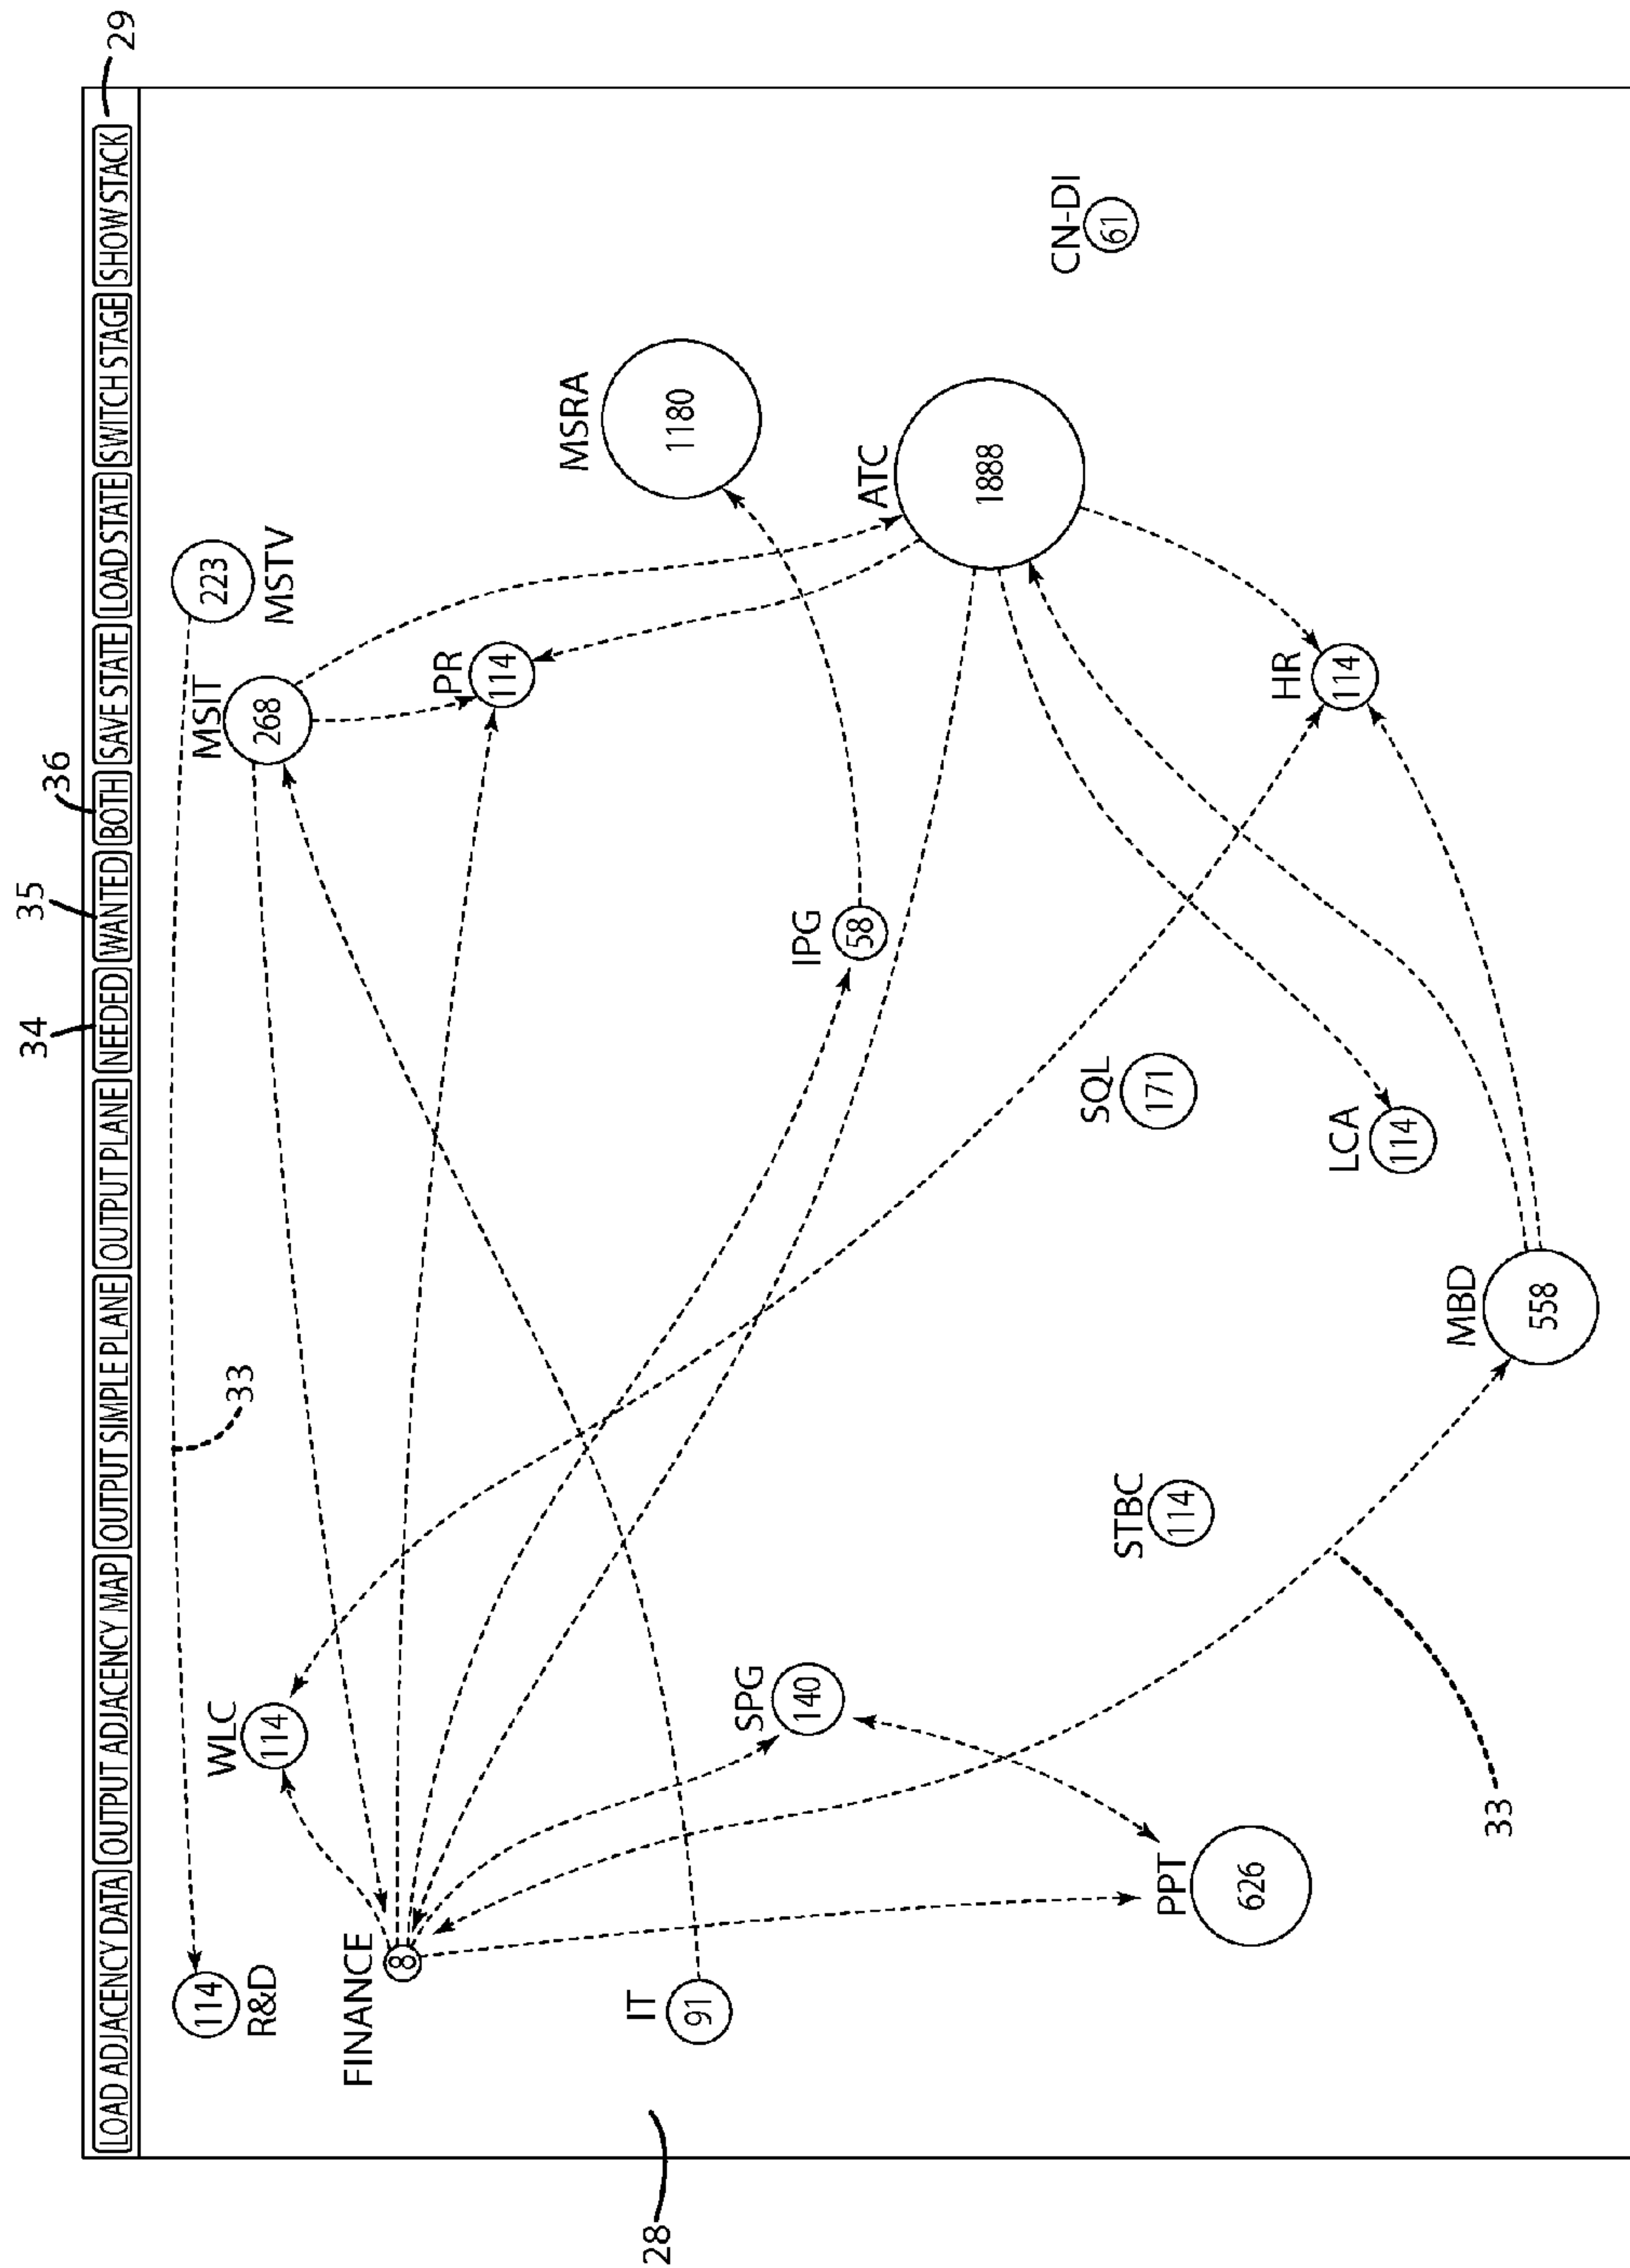 29
36
35
34
LOAD ADJACENCY DATA OUTPUT ADJACENCY MAP OUTPUT SIMPLE PLANE OUTPUT PLANE NEEDED WANTED BOTH SAVE STATE LOAD STATE SWITCH STAGE SHOW STACK
114
R&D
223
MSTV
33
WLC
114
MSIT
268
FINANCE
8
PR
114
MSRA
1180
IT
91
SPG
140
IPG
58
28
ATC
1888
CN-DI
61
SQL
171
STBC
114
PPT
626
HR
114
LCA
114
MBD
558
33